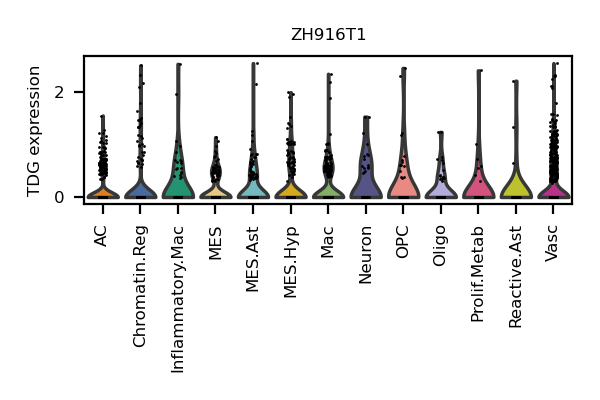 ZH916T1
TDG expression
2
0
AC
Chromatin.Reg
Inflammatory.Mac
MES
MES.Ast
MES.Hyp
Mac
Neuron
OPC
Oligo
Prolif.Metab
Reactive.Ast
Vasc